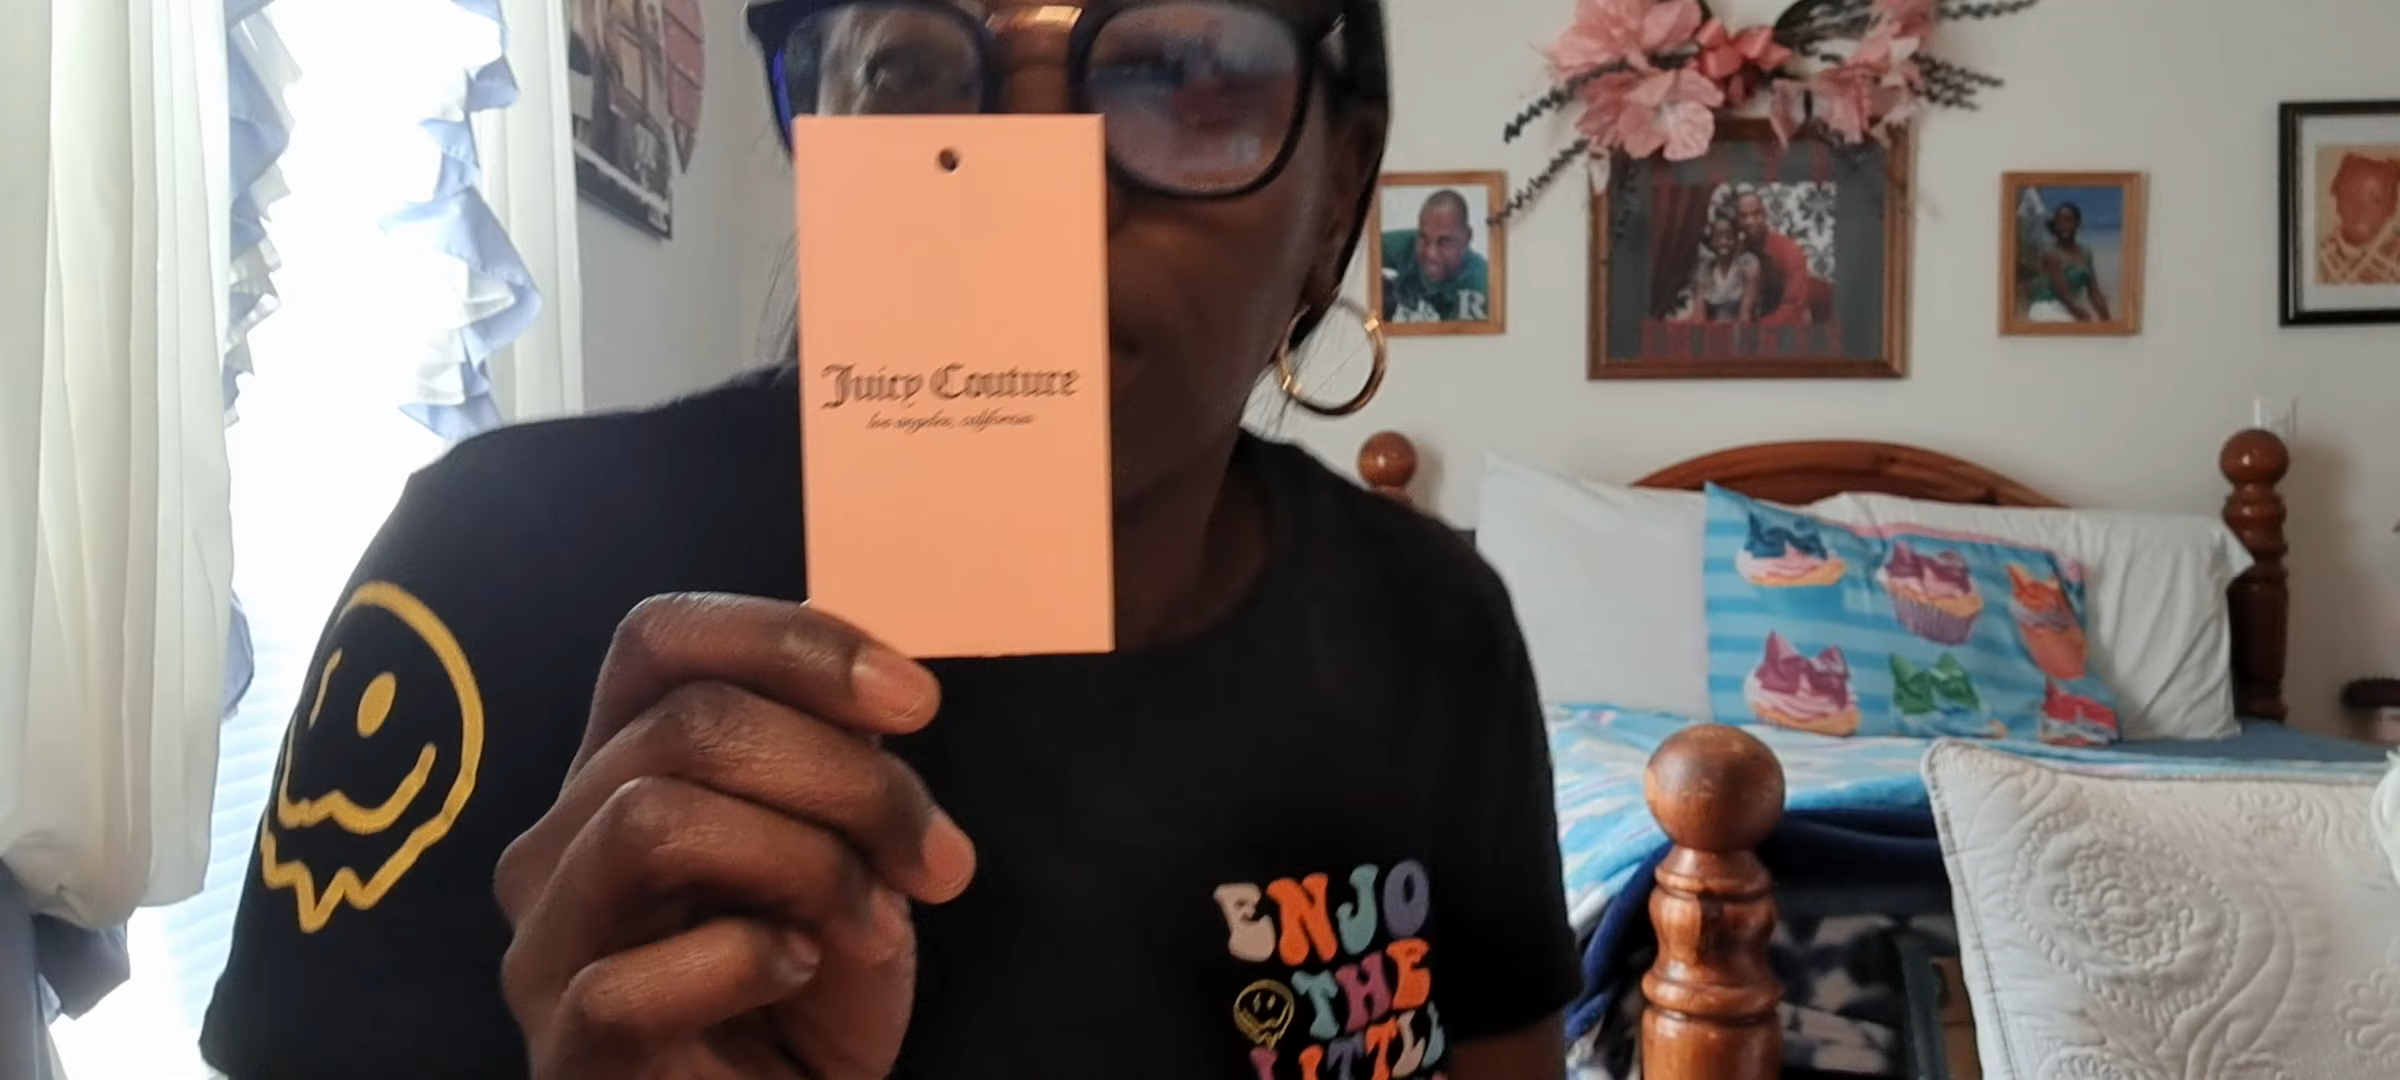 Juicy Couture
los angeles, california
ENJO
THE
LITTL
R